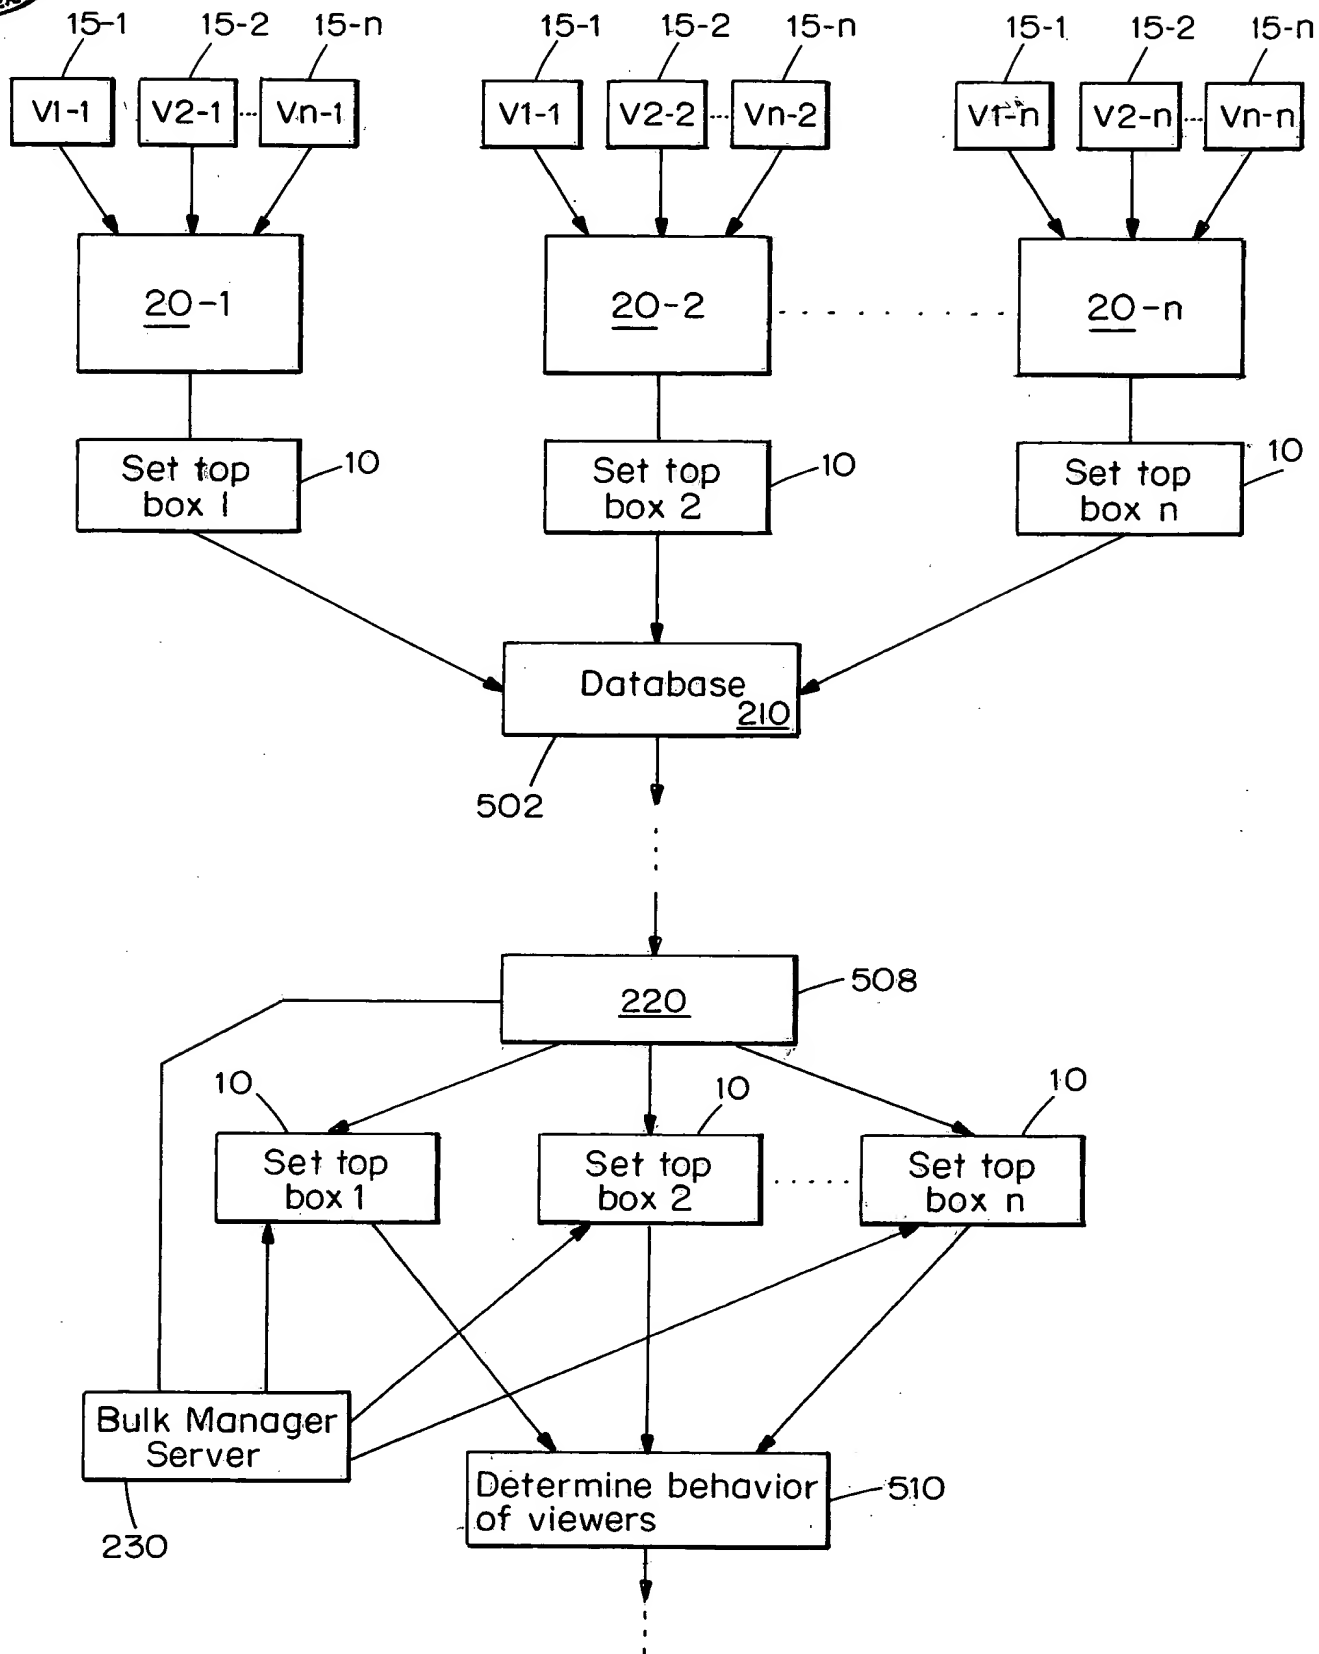 15-1 15-2 15-n 15-1 15-2 15-n 15-1 15-2 15-n
V1-1 V2-1 ... Vn-1 V1-1 V2-2 ... Vn-2 V1-n V2-n ... Vn-n
20-1 20-2 20-n
Set top
box 1
10
Set top
box 2
10
Set top
box n
10
Database
210
502
220
508
10
10
10
Set top
box 1
Set top
box 2
Set top
box n
Bulk Manager
Server
230
Determine behavior
of viewers
510